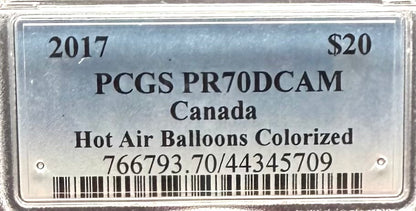 2017 $20
PCGS PR70DCAM
Canada
Hot Air Balloons Colorized
766793.70/44345709